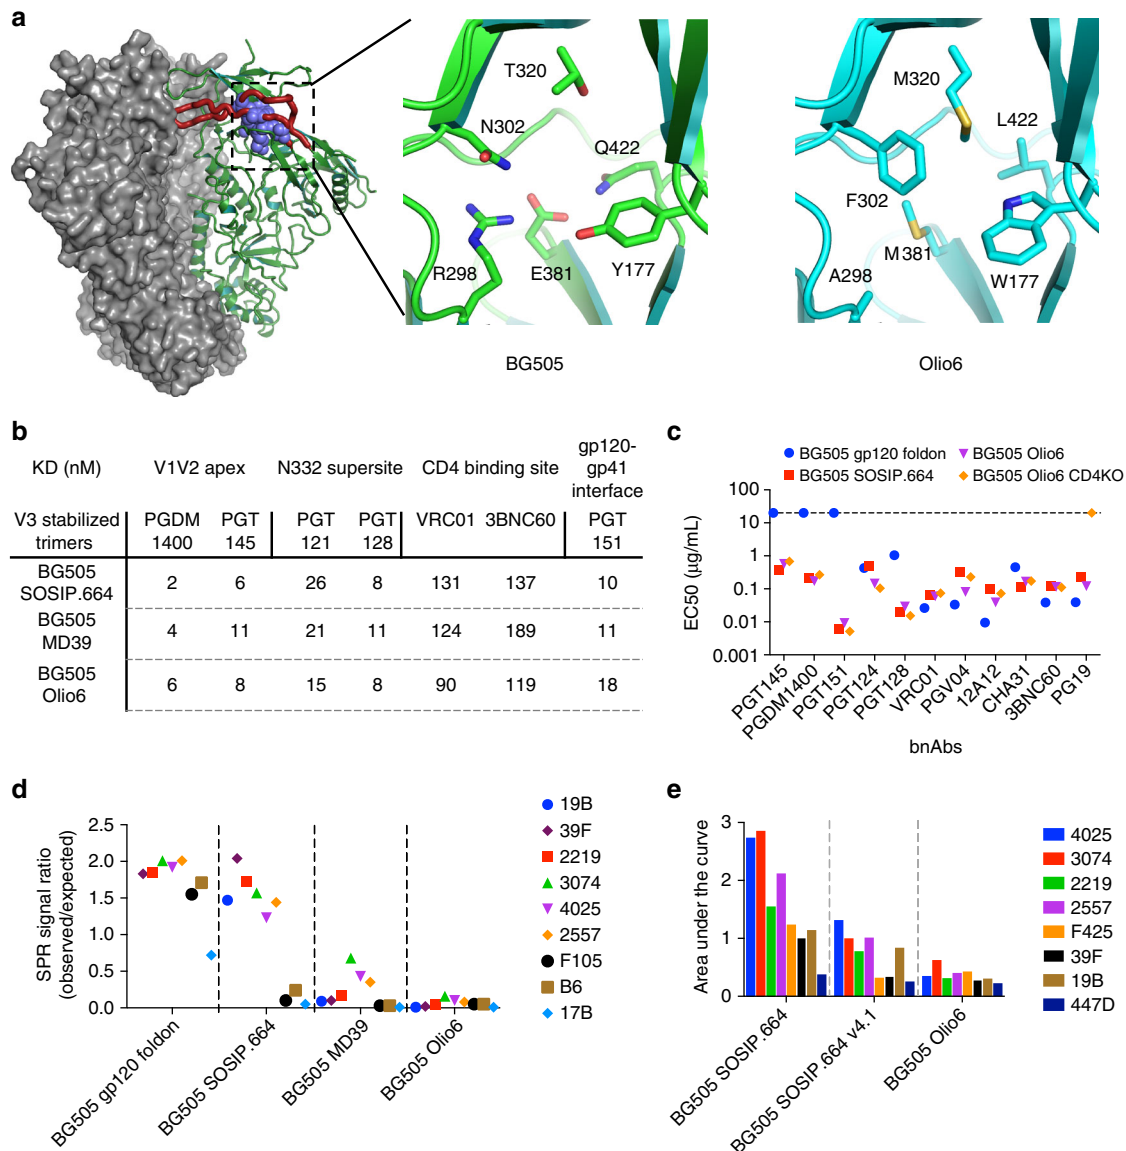 a
T320
N302
Q422
R298
E381
Y177
BG505
M320
L422
F302
M381
A298
W177
Olio6
b
KD (nM)
V1V2 apex
N332 supersite
CD4 binding site
gp120-
gp41
interface
V3 stabilized
trimers
PGDM
1400
PGT
145
PGT
121
PGT
128
VRC01 3BNC60
PGT
151
BG505
SOSIP.664
2 6 26 8 131 137 10
BG505
MD39
4 11 21 11 124 189 11
BG505
Olio6
6 8 15 8 90 119 18
c
BG505 gp120 foldon
BG505 Olio6
BG505 SOSIP.664
BG505 Olio6 CD4KO
EC50 (µg/mL)
100
10
1
0.1
0.01
0.001
PGT145
PGDM1400
PGT151
PGT124
PGT128
VRC01
PGV04
12A12
CHA31
3BNC60
PG19
bnAbs
d
SPR signal ratio
(observed/expected)
2.5
2.0
1.5
1.0
0.5
0.0
BG505 gp120 foldon
BG505 SOSIP.664
BG505 MD39
BG505 Olio6
19B
39F
2219
3074
4025
2557
F105
B6
17B
e
Area under the curve
3
2
1
0
BG505 SOSIP.664
BG505 SOSIP.664 v4.1
BG505 Olio6
4025
3074
2219
2557
F425
39F
19B
447D